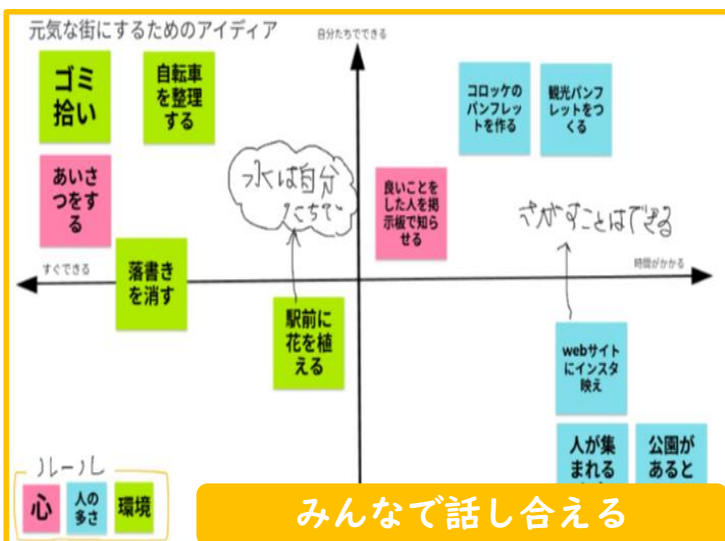 元気な街にするためのアイディア
自分たちでできる
ゴミ
拾い
自転車
を整理
する
コロッケの
パンフレッ
トを作る
観光パンフ
レットをつ
くる
あいさ
つをす
る
水は自分
たちで
良いことを
した人を掲
示板で知ら
せる
さがすことはできる
すぐできる
時間がかかる
落書き
を消す
駅前に
花を植
える
webサイト
にインスタ
映え
人が集
まれる
公園が
あると
ルール
心
人の
多さ
環境
みんなで話し合える